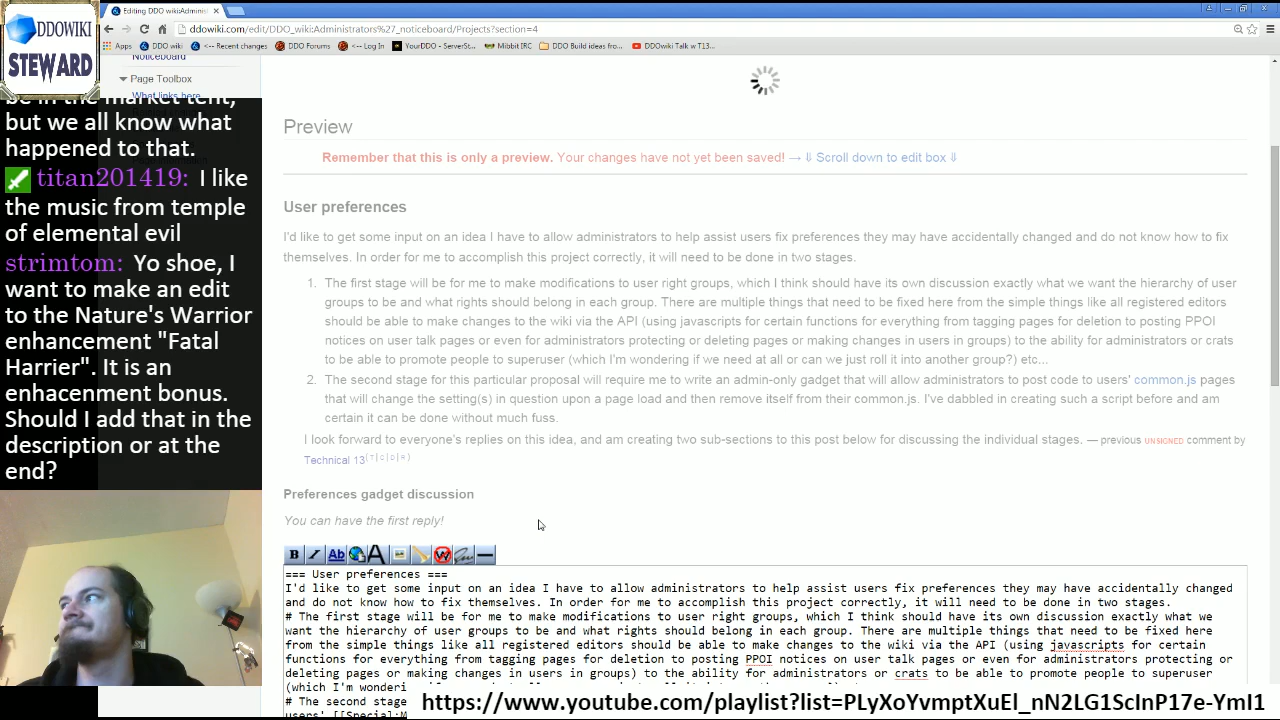 DDOWIKI
STEWARD
Editing DDO wiki:Adminis
ddowiki.com/edit/DDO_wiki:Administrators%27_noticeboard/Projects?section=4
Apps
DDO wiki
<-- Recent changes
DDO Forums
<-- Log In
YourDDO -- ServerSt...
Mibbit IRC
DDO Build ideas from...
DDOwiki Talk w T13...
Noticeboard
Page Toolbox
What links here
be in the market tent,
but we all know what
happened to that.
titan201419: I like
the music from temple
of elemental evil
strimtom: Yo shoe, I
want to make an edit
to the Nature's Warrior
enhancement "Fatal
Harrier". It is an
enhacenment bonus.
Should I add that in the
description or at the
end?
Preview
Remember that this is only a preview. Your changes have not yet been saved! → ⇓ Scroll down to edit box ⇓
User preferences
I'd like to get some input on an idea I have to allow administrators to help assist users fix preferences they may have accidentally changed and do not know how to fix
themselves. In order for me to accomplish this project correctly, it will need to be done in two stages.
1. The first stage will be for me to make modifications to user right groups, which I think should have its own discussion exactly what we want the hierarchy of user
groups to be and what rights should belong in each group. There are multiple things that need to be fixed here from the simple things like all registered editors
should be able to make changes to the wiki via the API (using javascripts for certain functions for everything from tagging pages for deletion to posting PPOI
notices on user talk pages or even for administrators protecting or deleting pages or making changes in users in groups) to the ability for administrators or crats
to be able to promote people to superuser (which I'm wondering if we need at all or can we just roll it into another group?) etc...
2. The second stage for this particular proposal will require me to write an admin-only gadget that will allow administrators to post code to users' common.js pages
that will change the setting(s) in question upon a page load and then remove itself from their common.js. I've dabbled in creating such a script before and am
certain it can be done without much fuss.
I look forward to everyone's replies on this idea, and am creating two sub-sections to this post below for discussing the individual stages. — previous UNSIGNED comment by
Technical 13
Preferences gadget discussion
You can have the first reply!
B I Ab A
=== User preferences ===
I'd like to get some input on an idea I have to allow administrators to help assist users fix preferences they may have accidentally changed
and do not know how to fix themselves. In order for me to accomplish this project correctly, it will need to be done in two stages.
# The first stage will be for me to make modifications to user right groups, which I think should have its own discussion exactly what we
want the hierarchy of user groups to be and what rights should belong in each group. There are multiple things that need to be fixed here
from the simple things like all registered editors should be able to make changes to the wiki via the API (using javascripts for certain
functions for everything from tagging pages for deletion to posting PPOI notices on user talk pages or even for administrators protecting or
deleting pages or making changes in users in groups) to the ability for administrators or crats to be able to promote people to superuser
(which I'm wonderi
# The second stage
users' [[Special:M
https://www.youtube.com/playlist?list=PLyXoYvmptXuEl_nN2LG1ScInP17e-YmI1